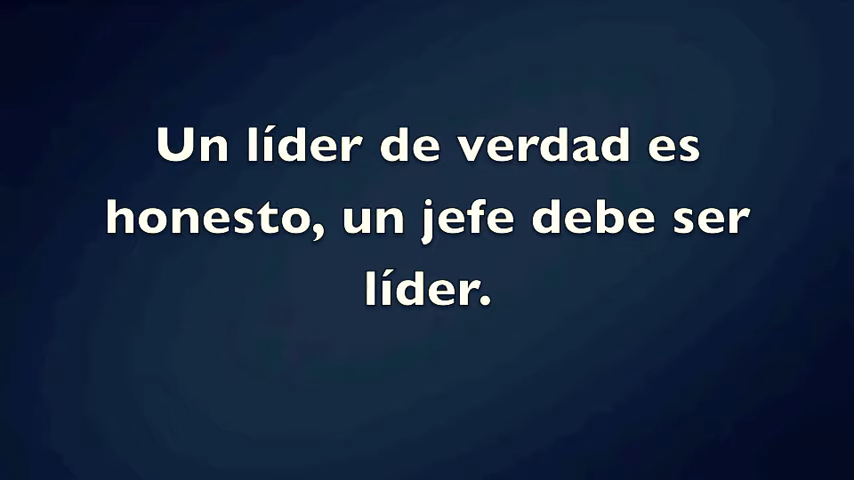 Un líder de verdad es
honesto, un jefe debe ser
líder.